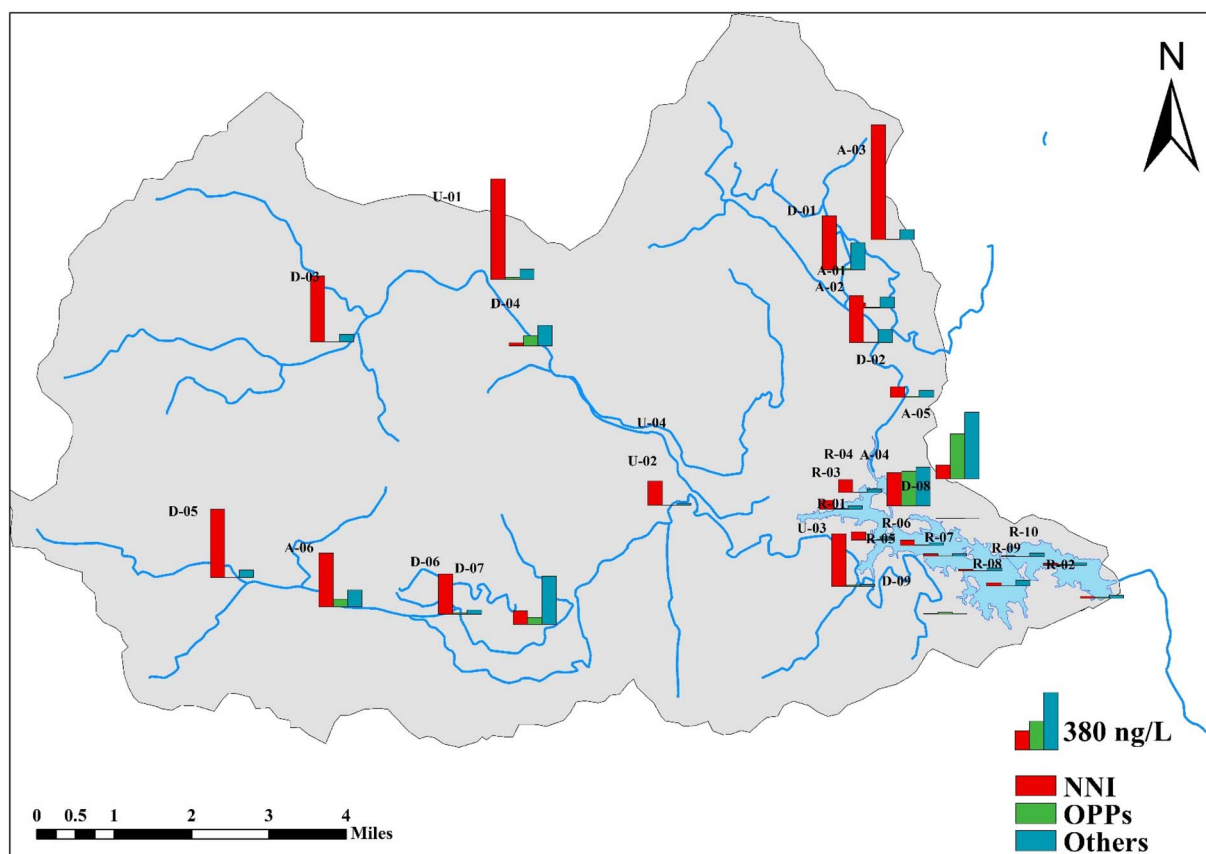 N
A-03
U-01
D-01
A-01
D-03
A-02
D-04
D-02
A-05
U-04
R-04
A-04
U-02
R-03
D-08
R-01
D-05
U-03
R-06
R-10
R-05
R-07
A-06
R-09
D-06
D-07
R-08
R-02
D-09
380 ng/L
NNI
OPPs
Others
0 0.5 1 2 3 4
Miles